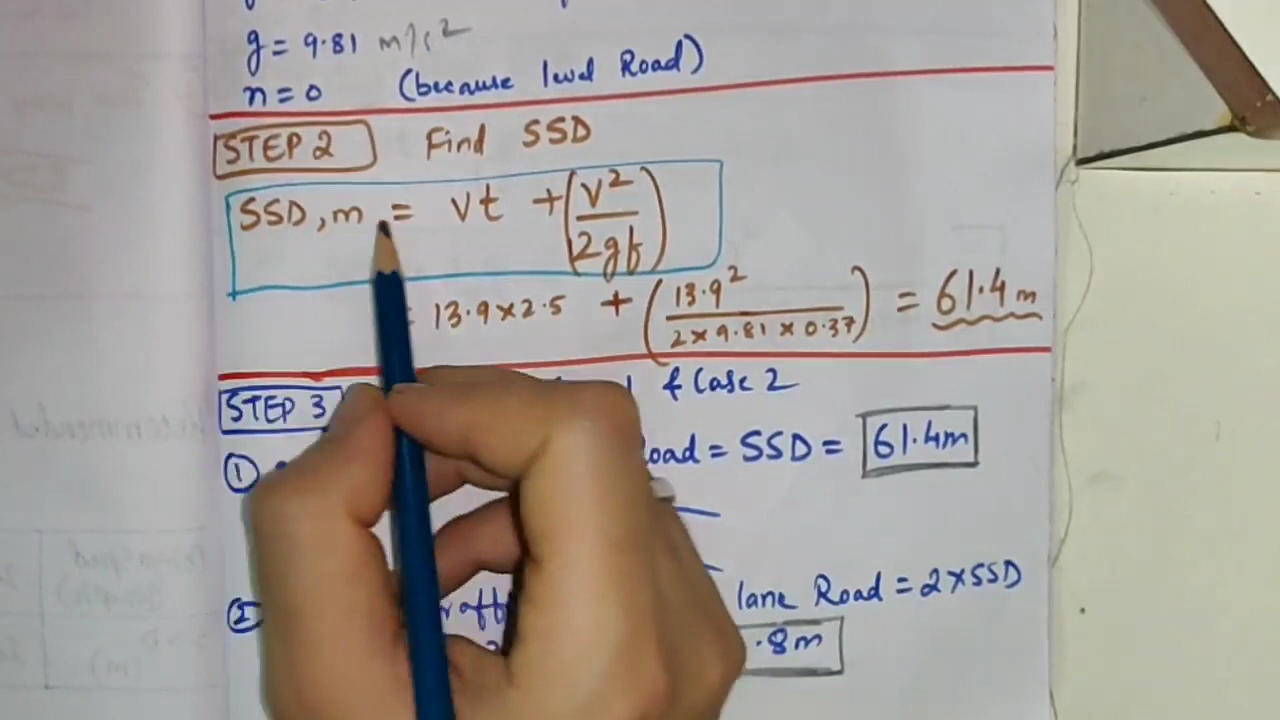 g = 9.81 m/s²
n = 0 (because level Road)
STEP 2 Find SSD
SSD, m = vt + (v²/2gf)
= 13.9 × 2.5 + (13.9²/2 × 9.81 × 0.37) = 61.4 m
STEP 3 & Case 2
① = SSD = 61.4m
② lane Road = 2 × SSD
.8m